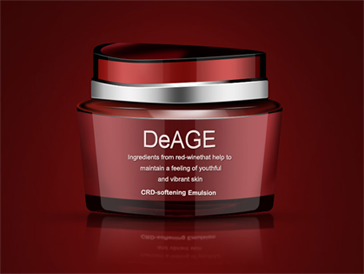 DeAGE
Ingredients from red-winethat help to
maintain a feeling of youthful
and vibrant skin
CRD-softening Emulsion